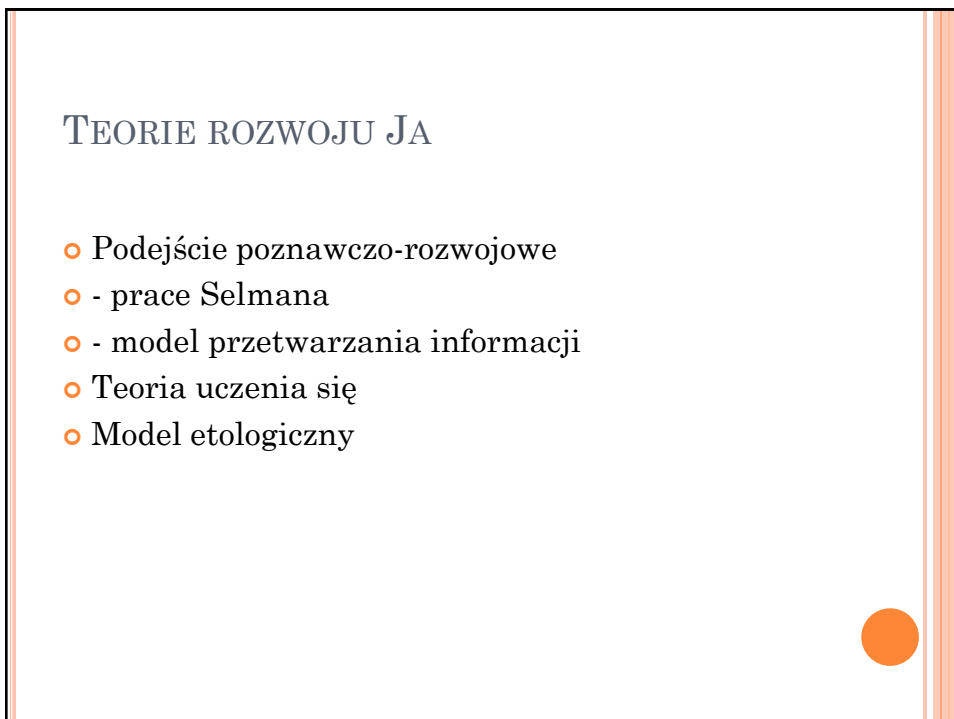 Teorie rozwoju Ja
Podejście poznawczo-rozwojowe
- prace Selmana
- model przetwarzania informacji
Teoria uczenia się
Model etologiczny